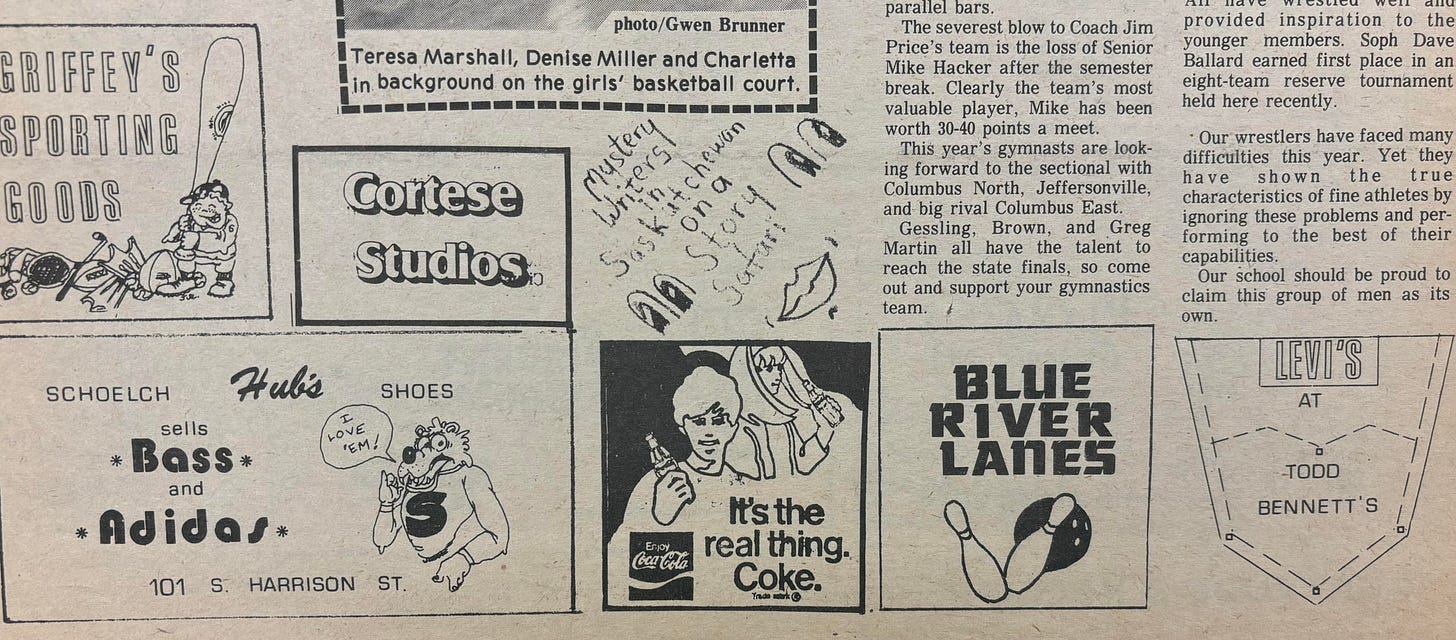 photo/Gwen Brunner
Teresa Marshall, Denise Miller and Charletta
in background on the girls' basketball court.
GRIFFEY'S
SPORTING
GOODS
Cortese
Studios
Mystery
Writers!
in
Saskatchewan
on a
Story
Safari!
parallel bars.
The severest blow to Coach Jim
Price's team is the loss of Senior
Mike Hacker after the semester
break. Clearly the team's most
valuable player, Mike has been
worth 30-40 points a meet.
This year's gymnasts are look-
ing forward to the sectional with
Columbus North, Jeffersonville,
and big rival Columbus East.
Gessling, Brown, and Greg
Martin all have the talent to
reach the state finals, so come
out and support your gymnastics
team.
All have wrestled well and
provided inspiration to the
younger members. Soph Dave
Ballard earned first place in an
eight-team reserve tournament
held here recently.
Our wrestlers have faced many
difficulties this year. Yet they
have shown the true
characteristics of fine athletes by
ignoring these problems and per-
forming to the best of their
capabilities.
Our school should be proud to
claim this group of men as its
own.
SCHOELCH Hub's SHOES
sells
*Bass*
and
*Adidas*
101 S. HARRISON ST.
I
LOVE
'EM!
S
It's the
real thing.
Coke.
Trade mark ®
Enjoy
Coca-Cola
BLUE
RIVER
LANES
LEVI'S
AT
TODD
BENNETT'S